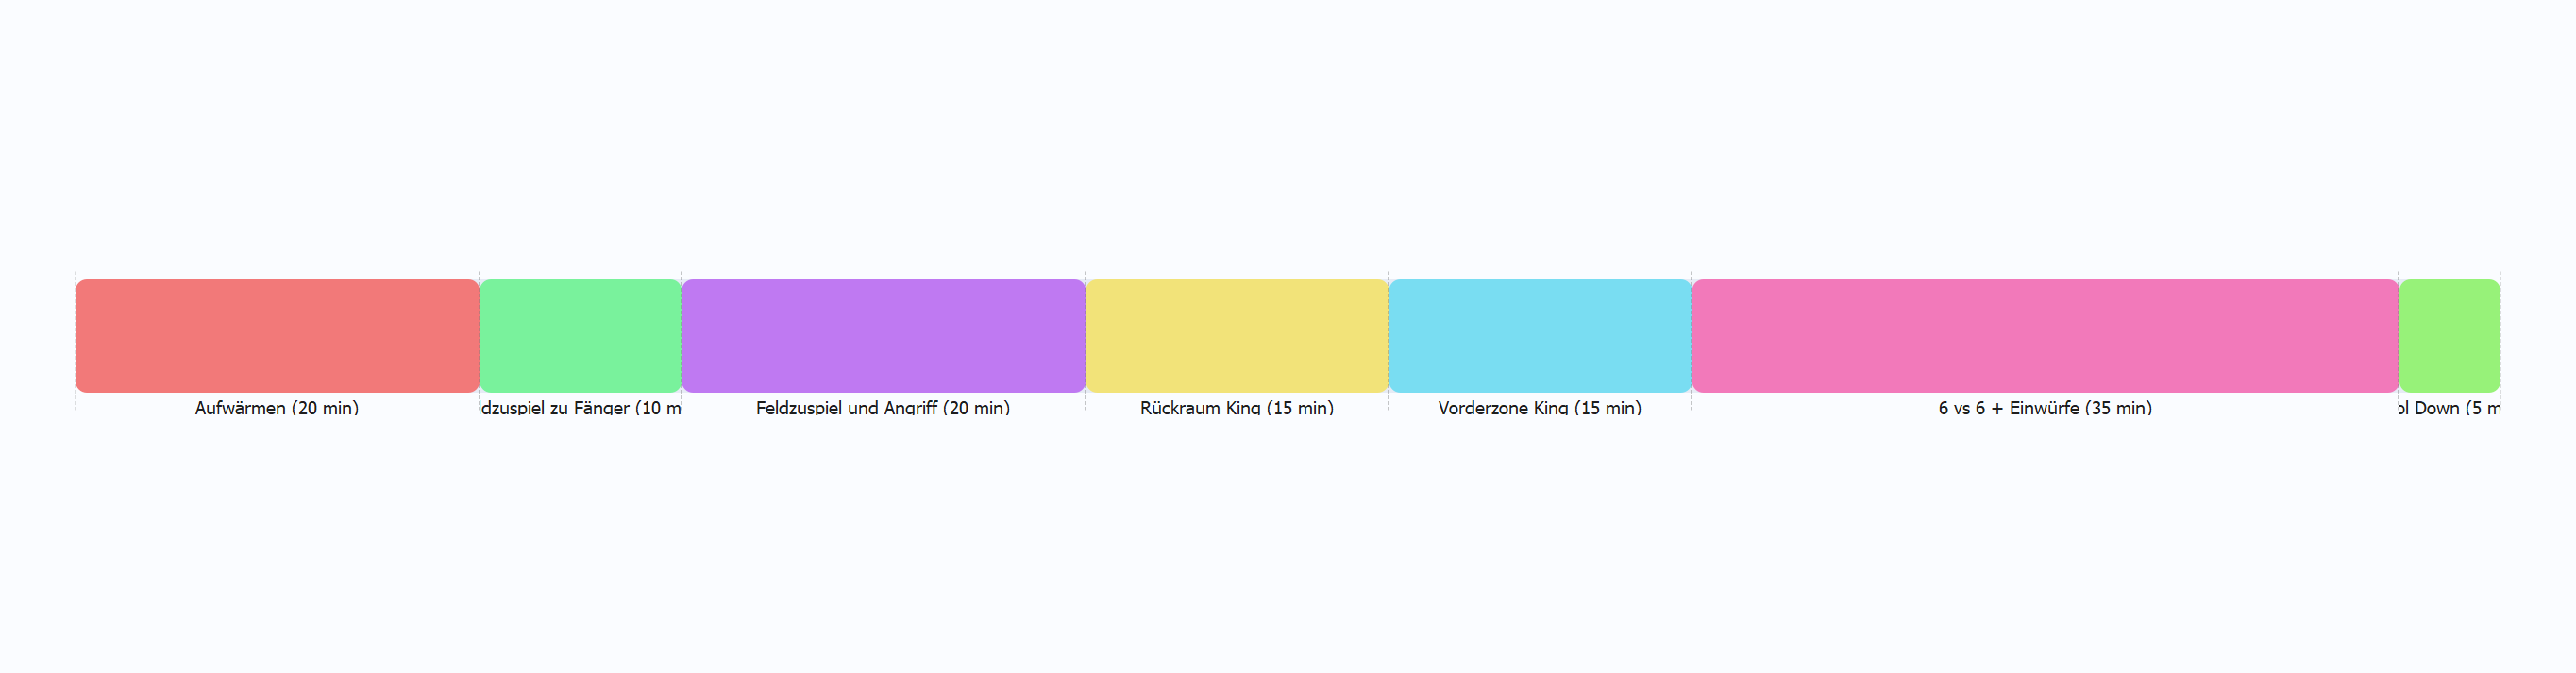 Aufwärmen (20 min)
ldzuspiel zu Fänger (10 m
Feldzuspiel und Angriff (20 min)
Rückraum King (15 min)
Vorderzone King (15 min)
6 vs 6 + Einwürfe (35 min)
ol Down (5 m